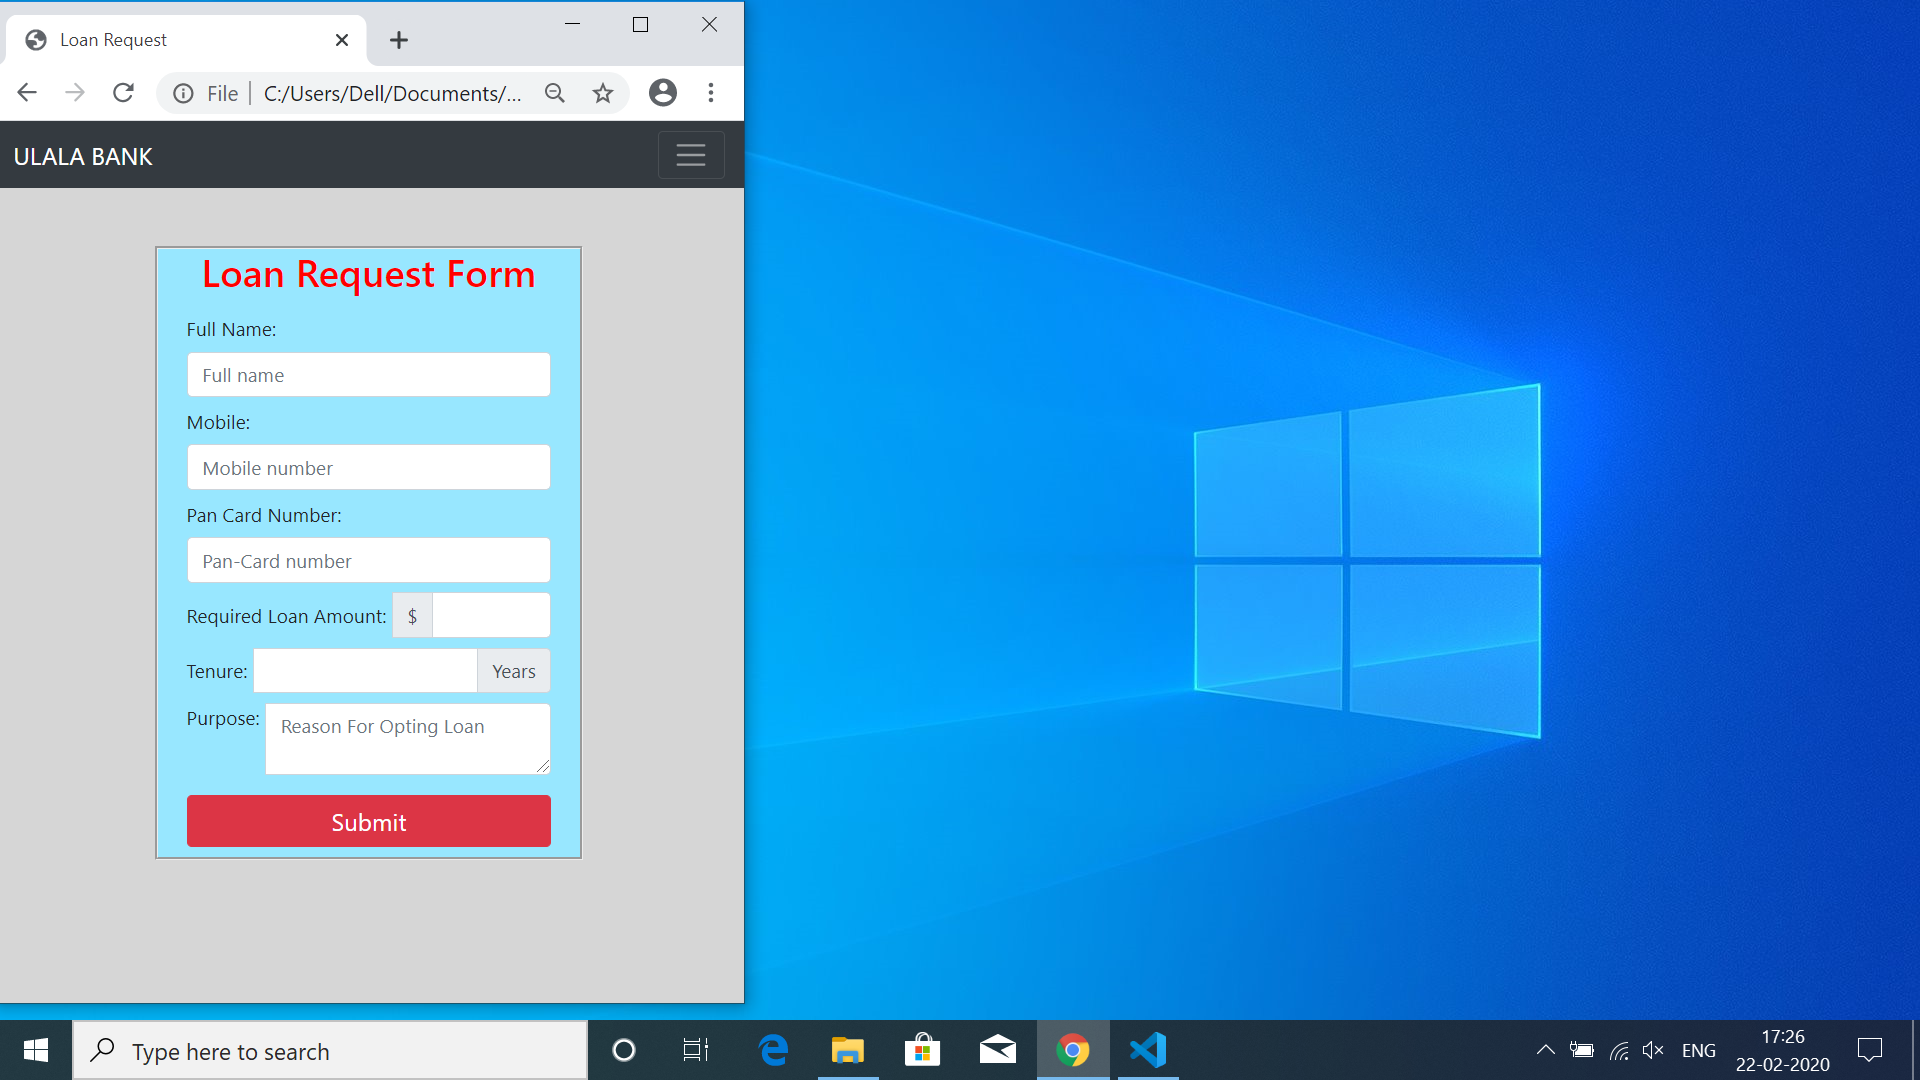 Loan Request
File
C:/Users/Dell/Documents/...
ULALA BANK
Loan Request Form
Full Name:
Full name
Mobile:
Mobile number
Pan Card Number:
Pan-Card number
Required Loan Amount: $
Tenure: Years
Purpose: Reason For Opting Loan
Submit
Type here to search
ENG
17:26
22-02-2020